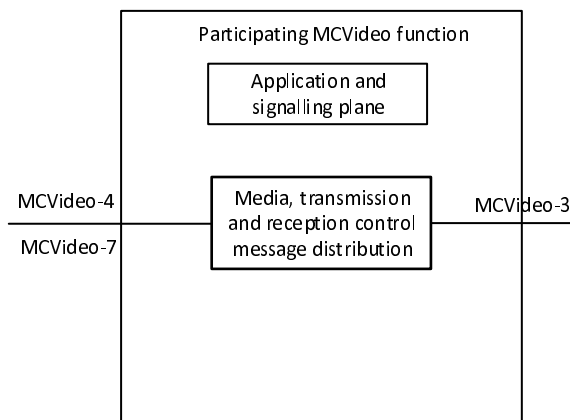 Participating MCVideo function
Application and
signalling plane
MCVideo-4
Media, transmission
and reception control
message distribution
MCVideo-3
MCVideo-7